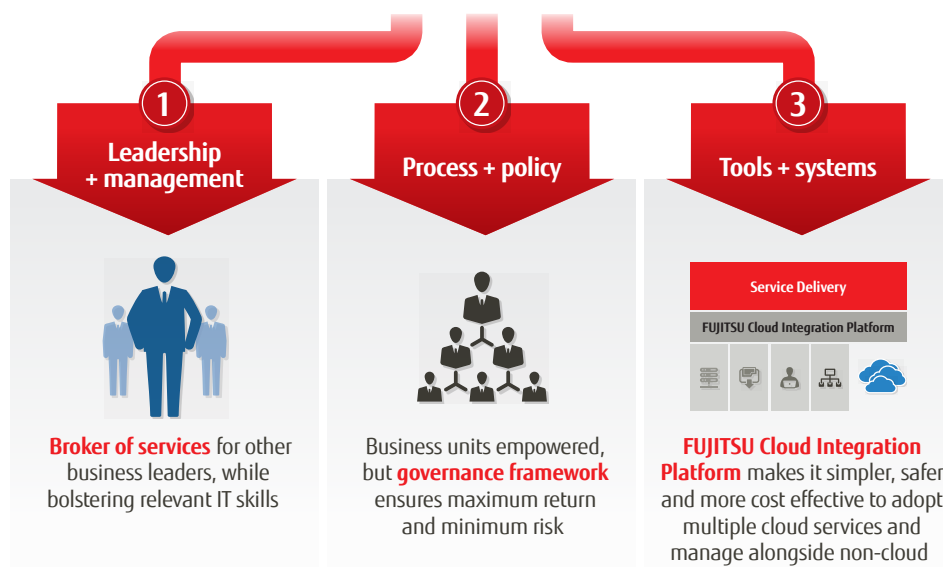 1
Leadership
+ management
Broker of services for other
business leaders, while
bolstering relevant IT skills
2
Process + policy
Business units empowered,
but governance framework
ensures maximum return
and minimum risk
3
Tools + systems
Service Delivery
FUJITSU Cloud Integration Platform
FUJITSU Cloud Integration
Platform makes it simpler, safer
and more cost effective to adopt
multiple cloud services and
manage alongside non-cloud